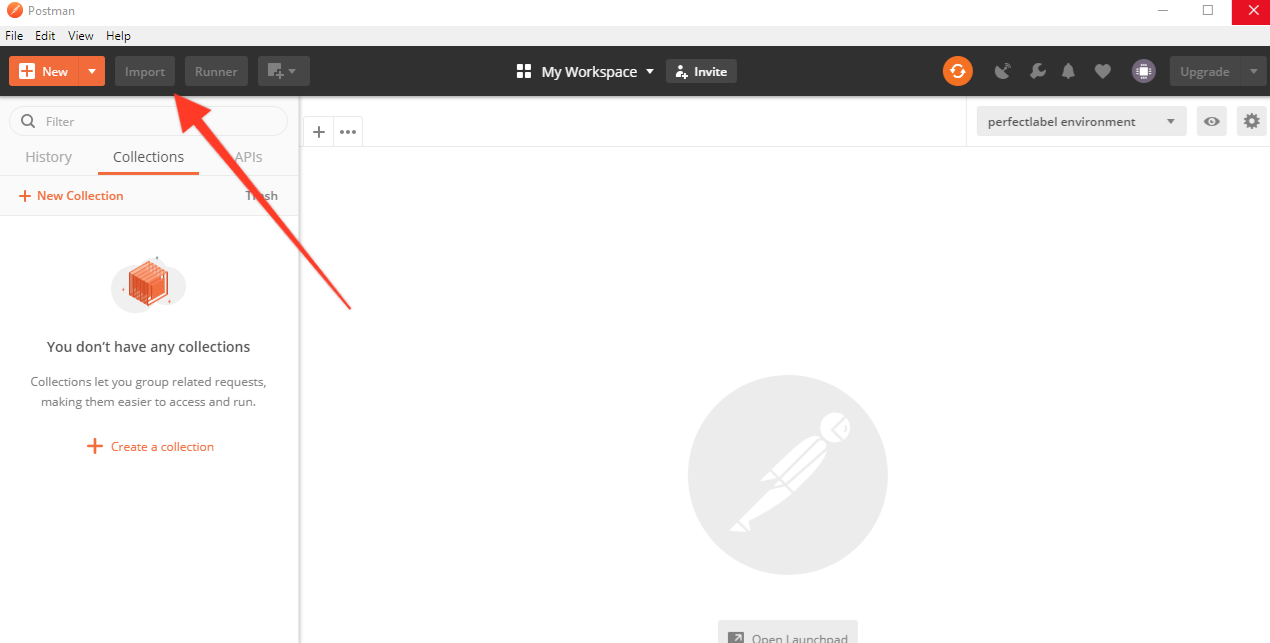 Postman
File Edit View Help
New Import Runner My Workspace Invite Upgrade
Filter
perfectlabel environment
History Collections APIs
New Collection Trash
You don’t have any collections
Collections let you group related requests,
making them easier to access and run.
Create a collection
Open Launchpad